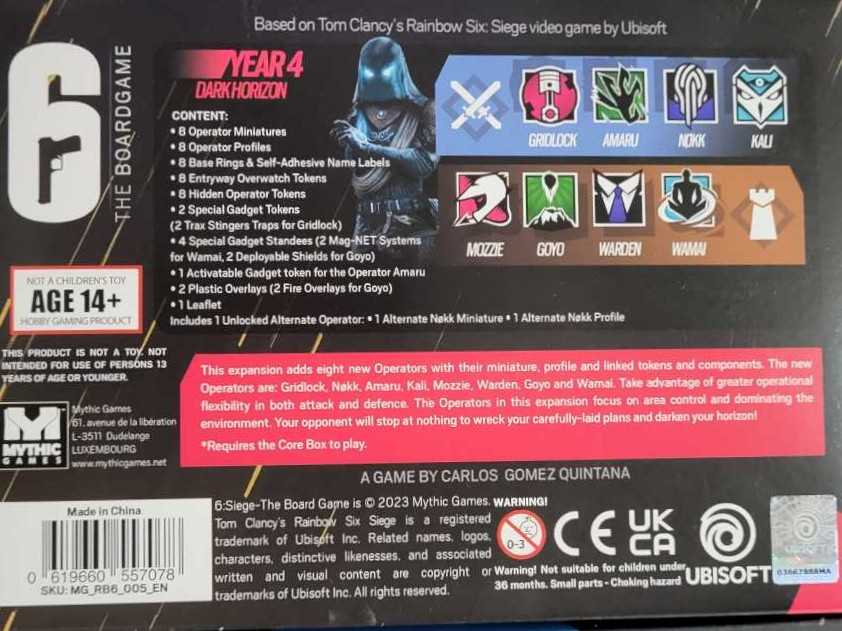 Based on Tom Clancy's Rainbow Six: Siege video game by Ubisoft
6
THE BOARDGAME
YEAR 4
DARK HORIZON
CONTENT:
• 8 Operator Miniatures
• 8 Operator Profiles
• 8 Base Rings & Self-Adhesive Name Labels
• 8 Entryway Overwatch Tokens
• 8 Hidden Operator Tokens
• 2 Special Gadget Tokens
(2 Trax Stingers Traps for Gridlock)
• 4 Special Gadget Standees (2 Mag-NET Systems
for Wamai, 2 Deployable Shields for Goyo)
• 1 Activatable Gadget token for the Operator Amaru
• 2 Plastic Overlays (2 Fire Overlays for Goyo)
• 1 Leaflet
Includes 1 Unlocked Alternate Operator: • 1 Alternate Nøkk Miniature • 1 Alternate Nøkk Profile
GRIDLOCK AMARU NØKK KALI
MOZZIE GOYO WARDEN WAMAI
NOT A CHILDREN'S TOY
AGE 14+
HOBBY GAMING PRODUCT
THIS PRODUCT IS NOT A TOY. NOT
INTENDED FOR USE OF PERSONS 13
YEARS OF AGE OR YOUNGER.
This expansion adds eight new Operators with their miniature, profile and linked tokens and components. The new
Operators are: Gridlock, Nøkk, Amaru, Kali, Mozzie, Warden, Goyo and Wamai. Take advantage of greater operational
flexibility in both attack and defence. The Operators in this expansion focus on area control and dominating the
environment. Your opponent will stop at nothing to wreck your carefully-laid plans and darken your horizon!
*Requires the Core Box to play.
M
MYTHIC
GAMES
Mythic Games
61, avenue de la libération
L-3511 Dudelange
LUXEMBOURG
www.mythicgames.net
A GAME BY CARLOS GOMEZ QUINTANA
Made in China
0 619660 557078
SKU: MG_RB6_005_EN
6:Siege-The Board Game is © 2023 Mythic Games.
Tom Clancy's Rainbow Six Siege is a registered
trademark of Ubisoft Inc. Related names, logos,
characters, distinctive likenesses, and associated
written and visual content are copyright or
trademarks of Ubisoft Inc. All rights reserved.
WARNING!
0-3
CE
UK
CA
Warning! Not suitable for children under
36 months. Small parts - Choking hazard
UBISOFT